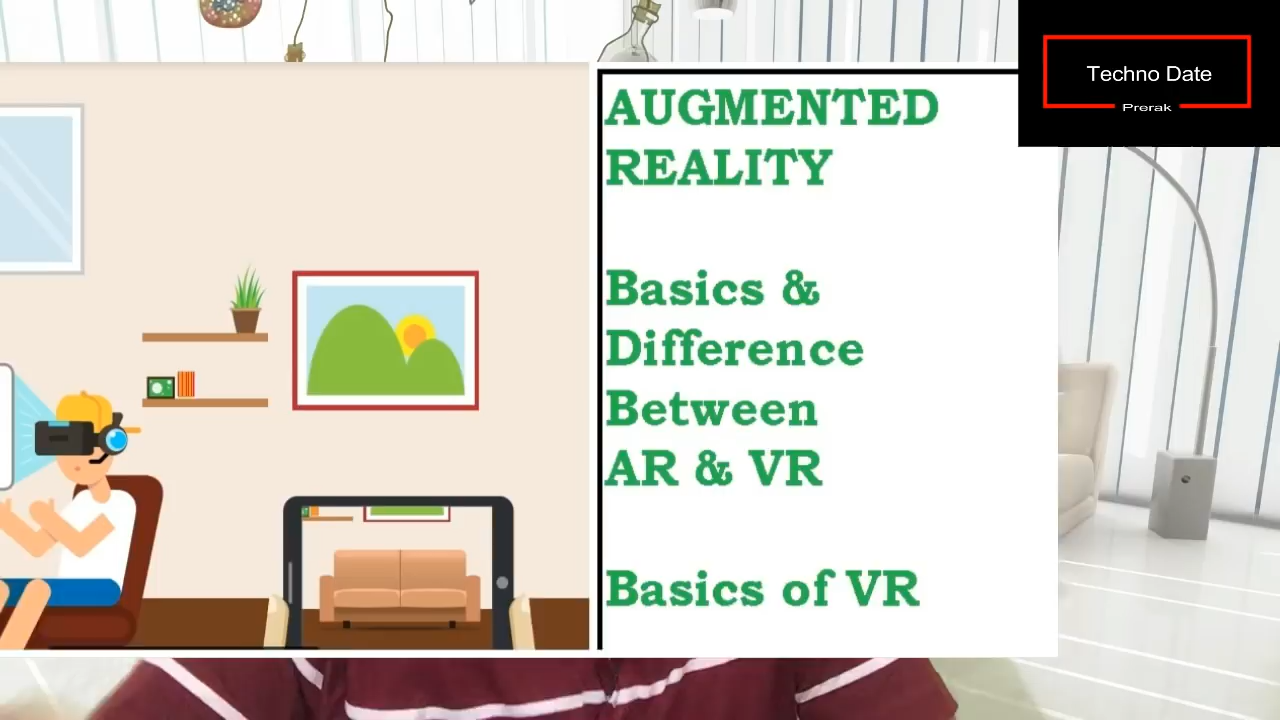 Techno Date
Prerak
AUGMENTED
REALITY
Basics &
Difference
Between
AR & VR
Basics of VR